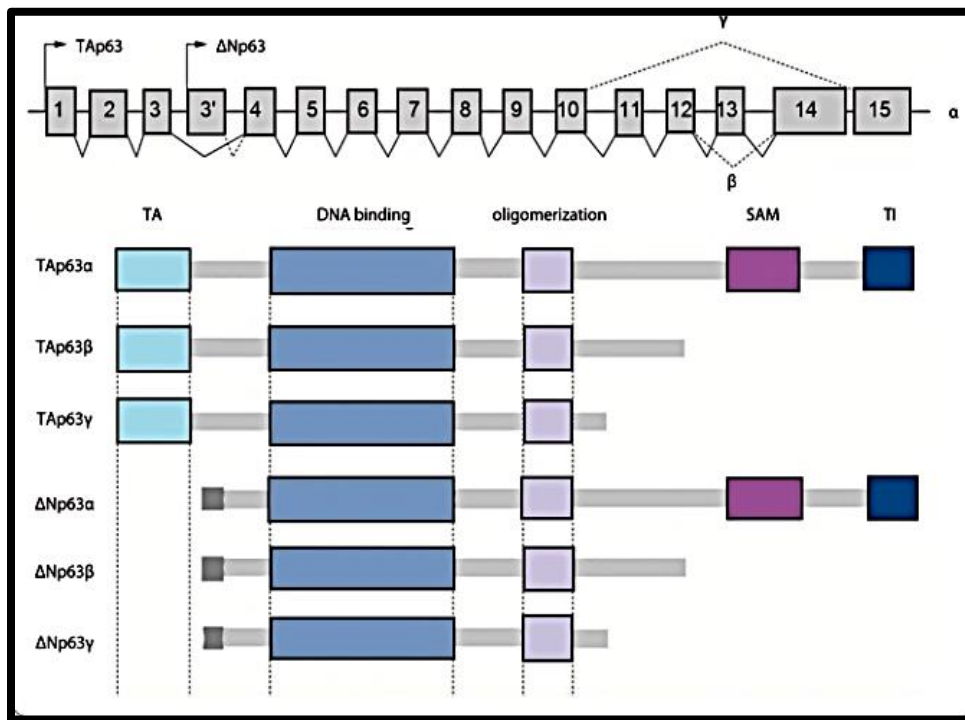 γ
TAp63 ΔNp63
1 2 3 3' 4 5 6 7 8 9 10 11 12 13 14 15 α
β
TA DNA binding oligomerization SAM TI
TAp63α
TAp63β
TAp63γ
ΔNp63α
ΔNp63β
ΔNp63γ